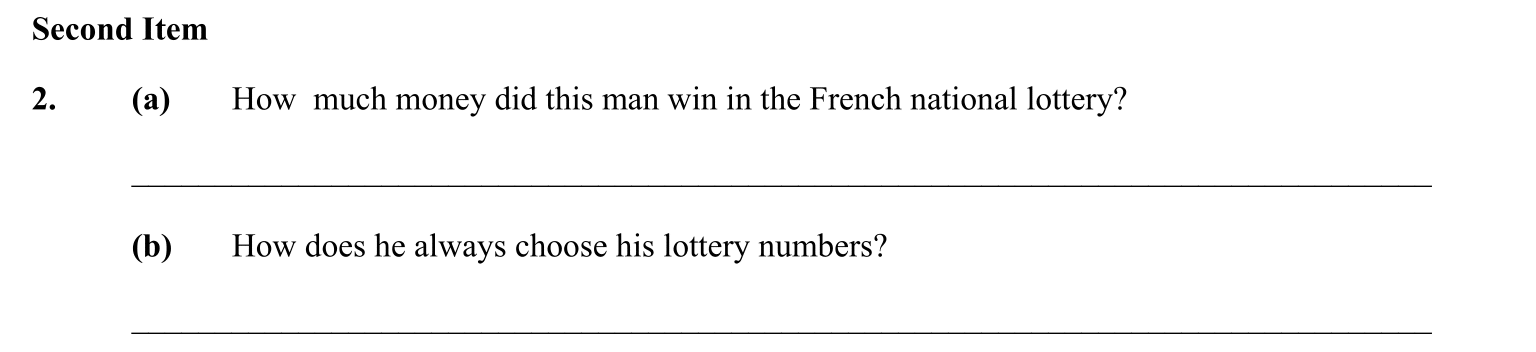 Second Item
2. (a) How much money did this man win in the French national lottery?
(b) How does he always choose his lottery numbers?